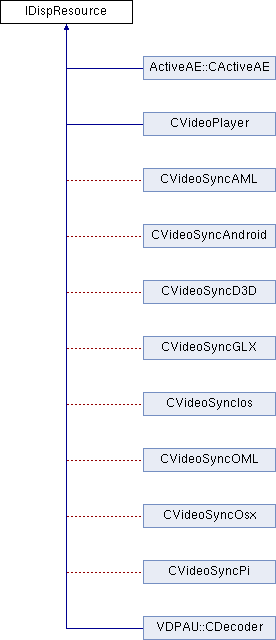 IDispResource
ActiveAE::CActiveAE
CVideoPlayer
CVideoSyncAML
CVideoSyncAndroid
CVideoSyncD3D
CVideoSyncGLX
CVideoSyncIos
CVideoSyncOML
CVideoSyncOsx
CVideoSyncPi
VDPAU::CDecoder